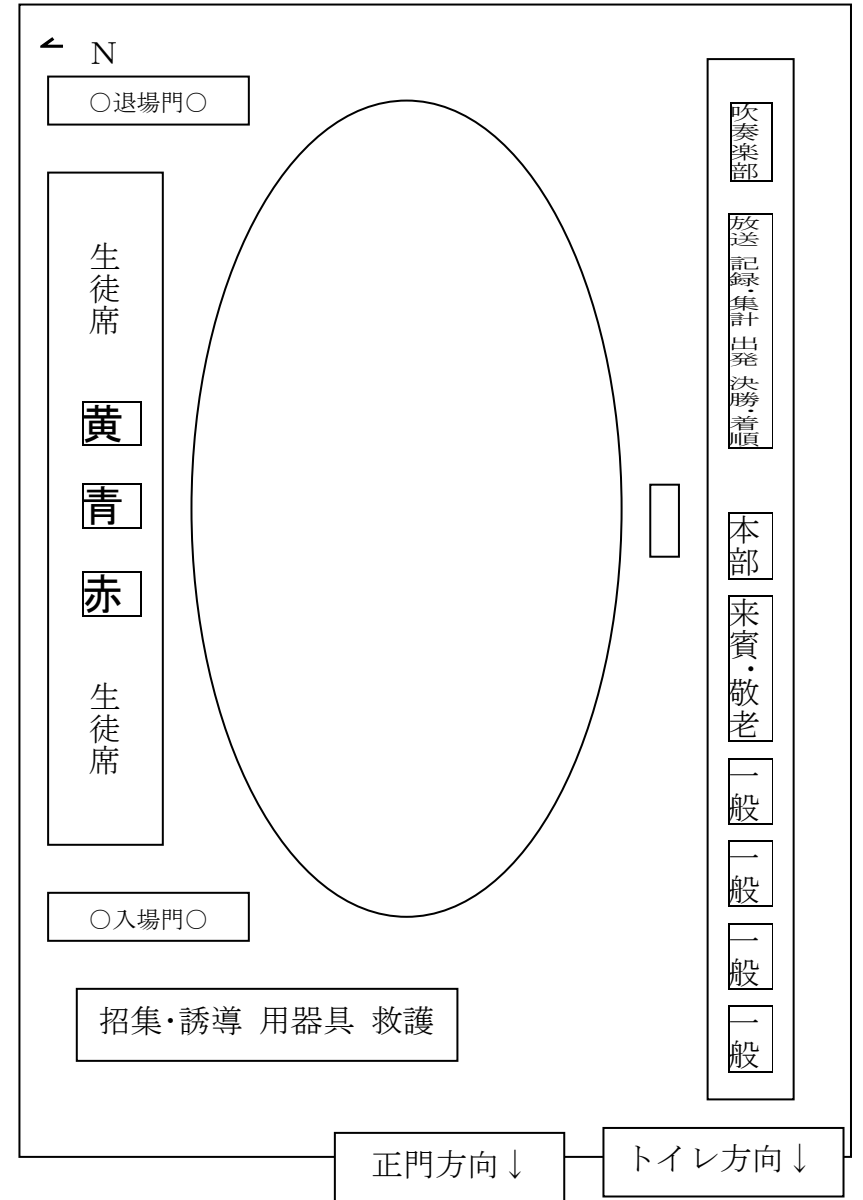 N
○退場門○
生徒席
黄
青
赤
生徒席
○入場門○
招集・誘導 用器具 救護
吹奏楽部
放送 記録・集計 出発 決勝・着順
本部
来賓・敬老
一般
一般
一般
一般
正門方向↓
トイレ方向↓